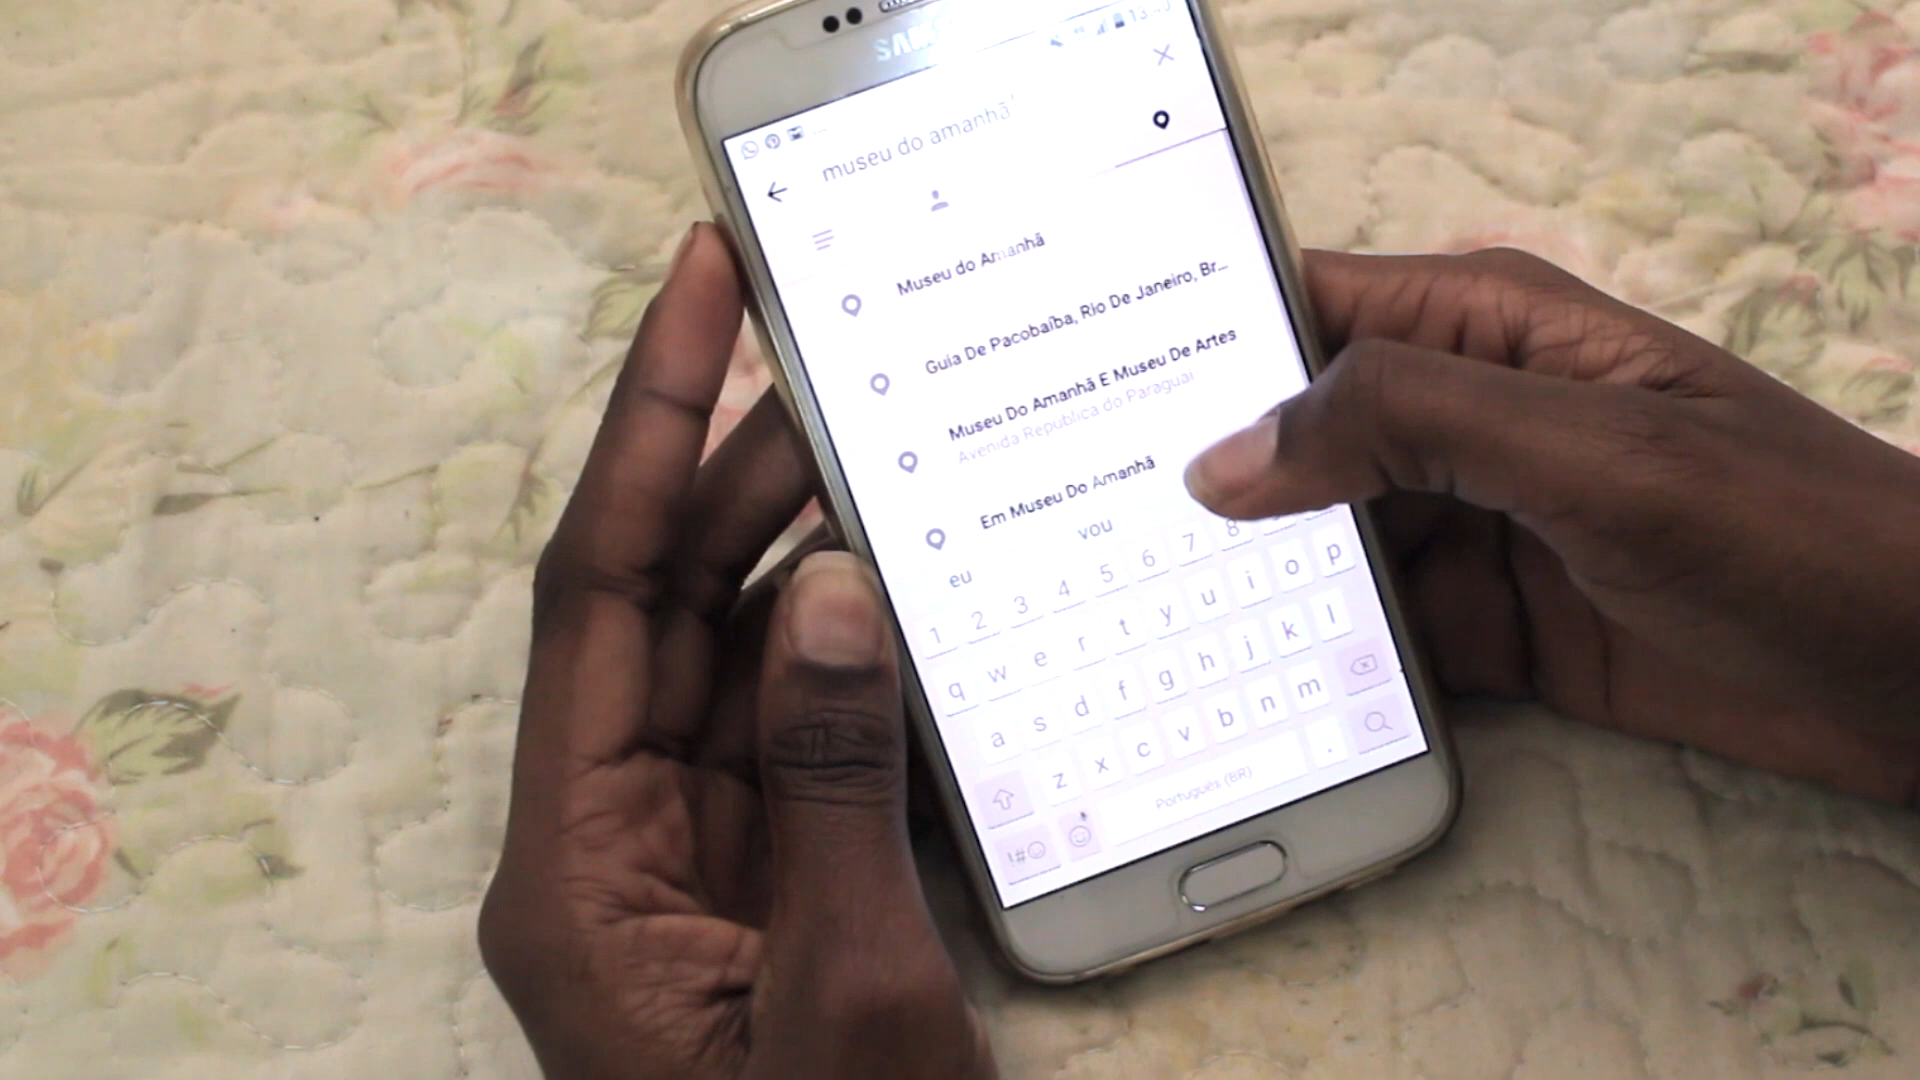 museu do amanhã
Museu do Amanhã
Guia De Pacobaíba, Rio De Janeiro, Br...
Museu Do Amanhã E Museu De Artes
Avenida República do Paraguai
Em Museu Do Amanhã
eu vou
1 2 3 4 5 6 7 8
q w e r t y u i o p
a s d f g h j k l
z x c v b n m
!#
Português (BR)
.